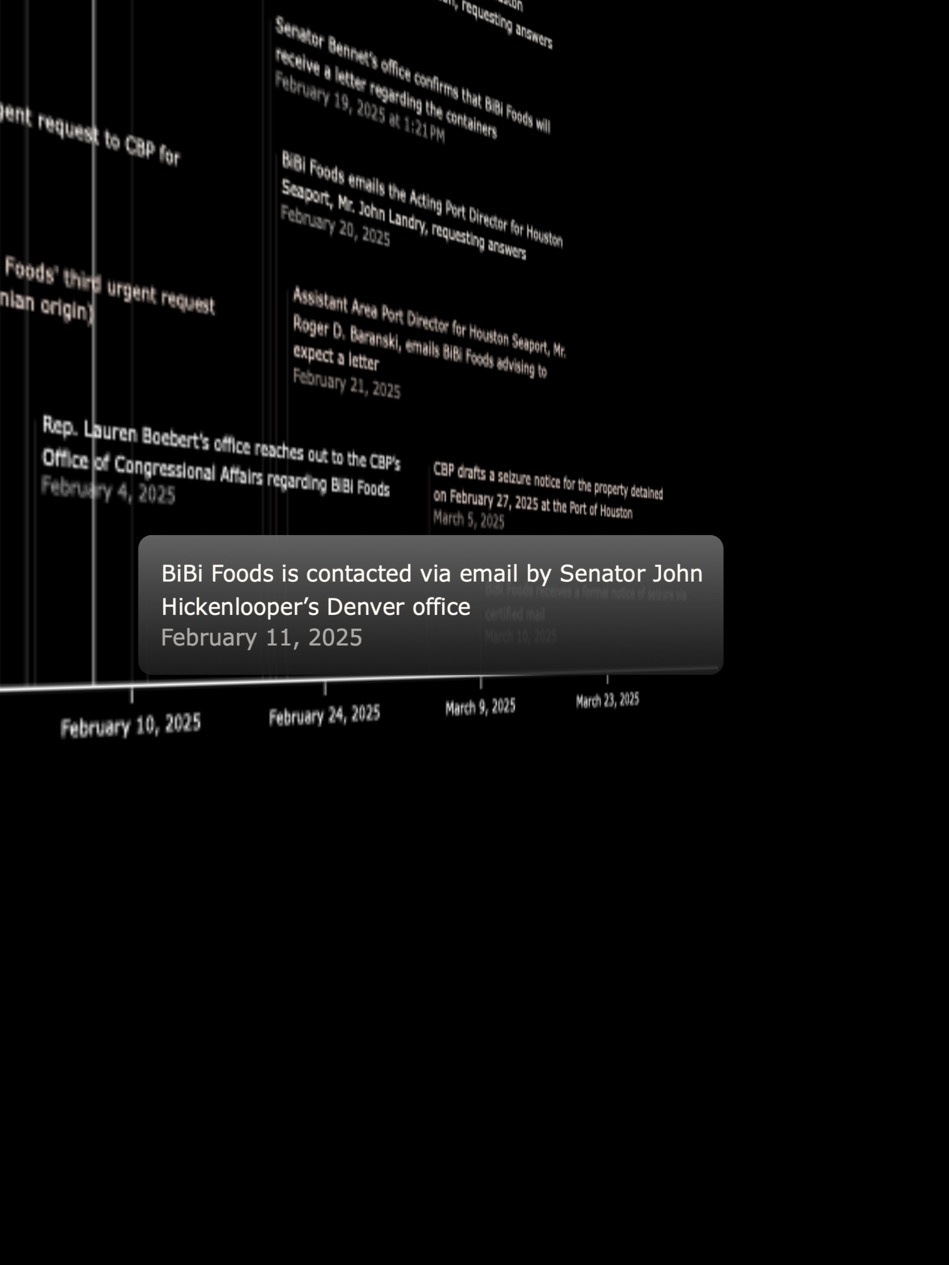 ston
on, requesting answers
Senator Bennet's office confirms that BiBi Foods will
receive a letter regarding the containers
February 19, 2025 at 1:21PM
gent request to CBP for
BiBi Foods emails the Acting Port Director for Houston
Seaport, Mr. John Landry, requesting answers
February 20, 2025
Foods' third urgent request
nian origin)
Assistant Area Port Director for Houston Seaport, Mr.
Roger D. Baranski, emails BiBi Foods advising to
expect a letter
February 21, 2025
Rep. Lauren Boebert's office reaches out to the CBP's
Office of Congressional Affairs regarding BiBi Foods
February 4, 2025
CBP drafts a seizure notice for the property detained
on February 27, 2025 at the Port of Houston
March 5, 2025
BiBi Foods is contacted via email by Senator John
Hickenlooper’s Denver office
February 11, 2025
BiBi Foods receives a formal notice of seizure via
certified mail
March 10, 2025
February 10, 2025
February 24, 2025
March 9, 2025
March 23, 2025